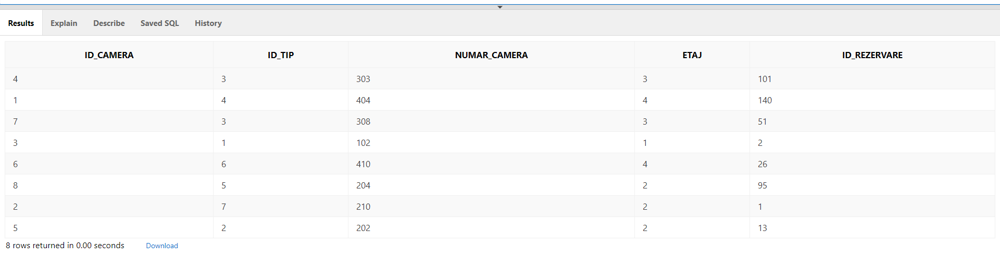 Results Explain Describe Saved SQL History
ID_CAMERA ID_TIP NUMAR_CAMERA ETAJ ID_REZERVARE
4 3 303 3 101
1 4 404 4 140
7 3 308 3 51
3 1 102 1 2
6 6 410 4 26
8 5 204 2 95
2 7 210 2 1
5 2 202 2 13
8 rows returned in 0.00 seconds Download